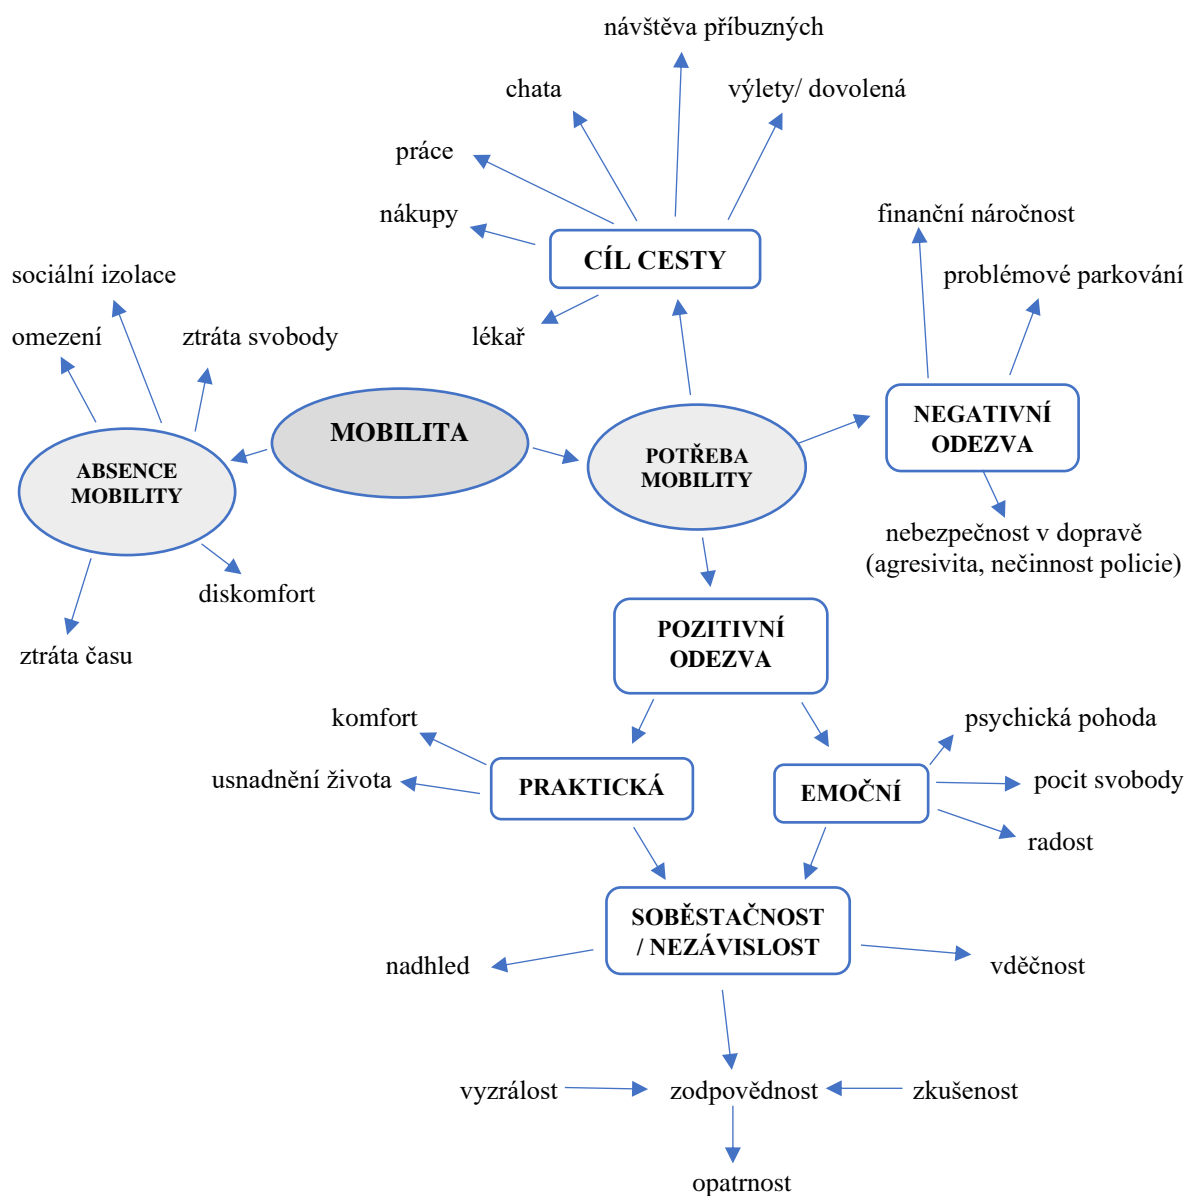 návštěva příbuzných
chata
výlety/ dovolená
práce
nákupy
finanční náročnost
CÍL CESTY
problémové parkování
sociální izolace
omezení
ztráta svobody
lékař
MOBILITA
NEGATIVNÍ
ODEZVA
ABSENCE
MOBILITY
POTŘEBA
MOBILITY
nebezpečnost v dopravě
(agresivita, nečinnost policie)
diskomfort
ztráta času
POZITIVNÍ
ODEZVA
komfort
psychická pohoda
usnadnění života
PRAKTICKÁ
EMOČNÍ
pocit svobody
radost
SOBĚSTAČNOST
/ NEZÁVISLOST
nadhled
vděčnost
vyzrálost
zodpovědnost
zkušenost
opatrnost